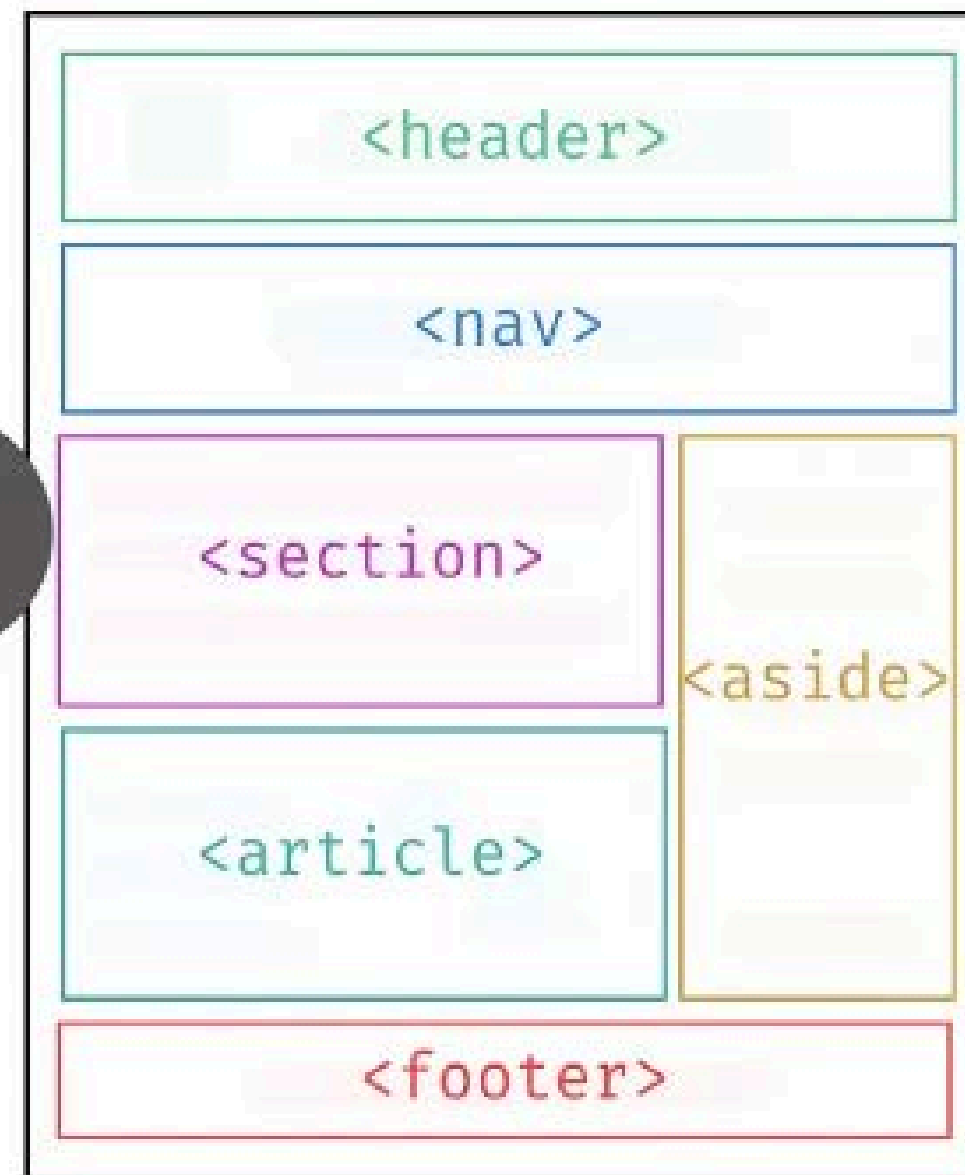 <header>
<nav>
<section>
<aside>
<article>
<footer>